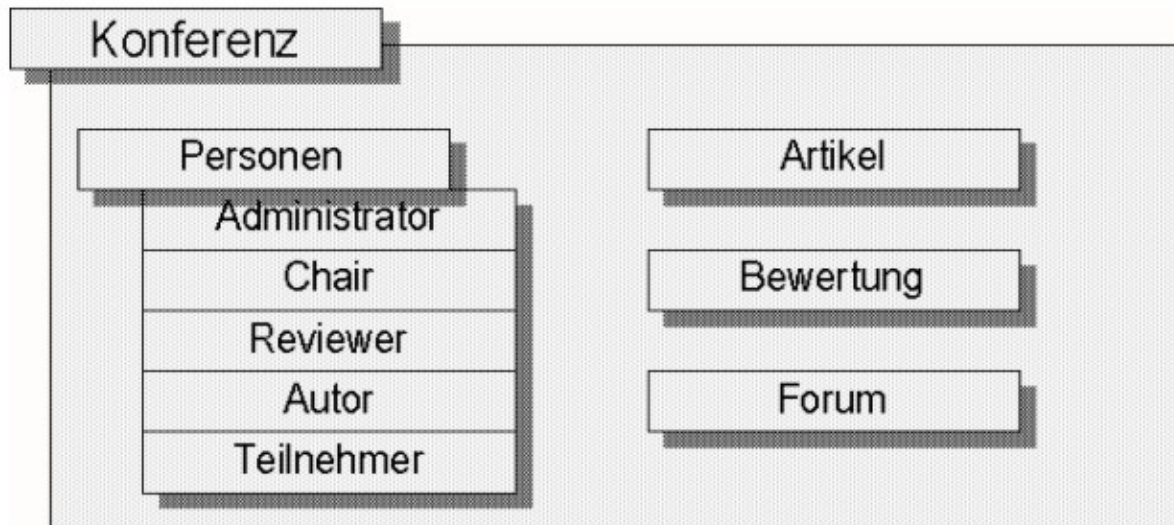 Konferenz
Personen
Administrator
Chair
Reviewer
Autor
Teilnehmer
Artikel
Bewertung
Forum